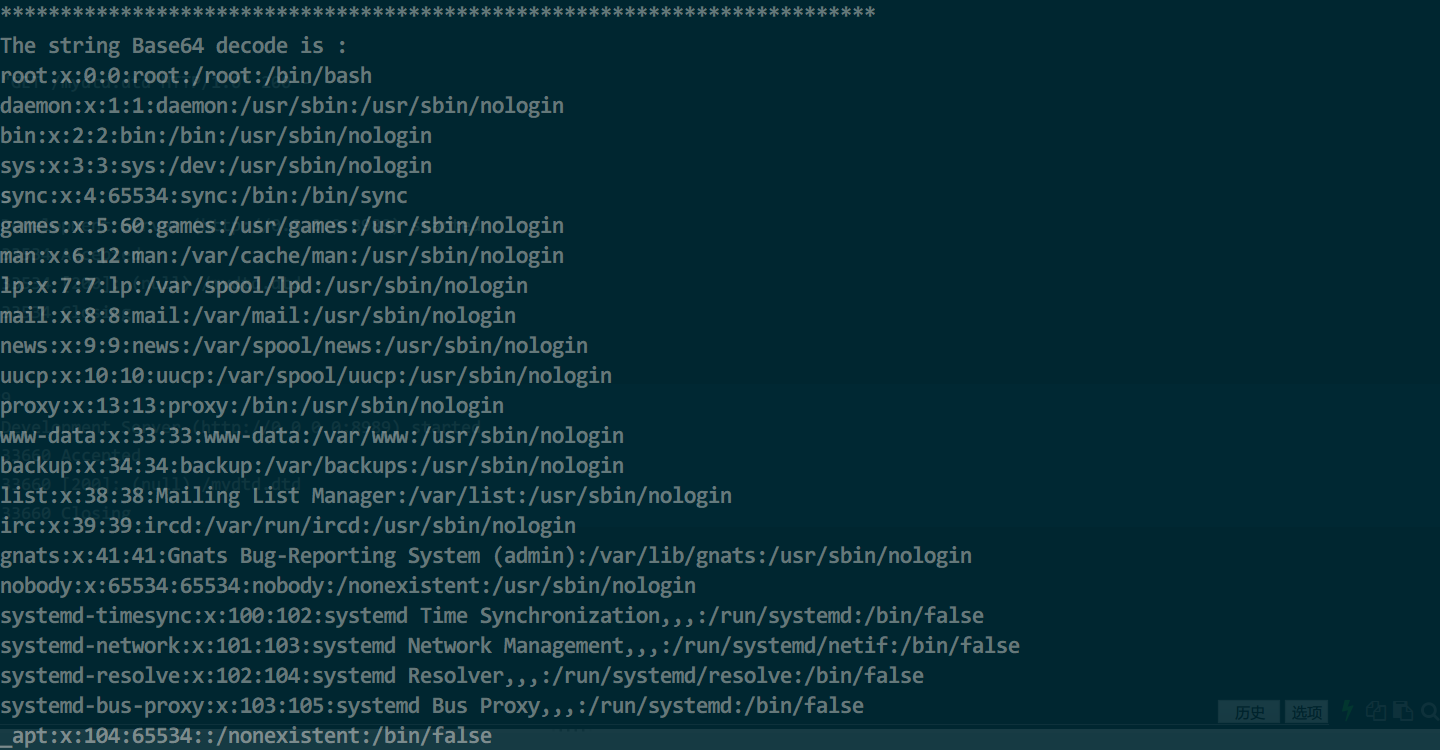 *************************************************************************
The string Base64 decode is :
root:x:0:0:root:/root:/bin/bash
daemon:x:1:1:daemon:/usr/sbin:/usr/sbin/nologin
bin:x:2:2:bin:/bin:/usr/sbin/nologin
sys:x:3:3:sys:/dev:/usr/sbin/nologin
sync:x:4:65534:sync:/bin:/bin/sync
games:x:5:60:games:/usr/games:/usr/sbin/nologin
man:x:6:12:man:/var/cache/man:/usr/sbin/nologin
lp:x:7:7:lp:/var/spool/lpd:/usr/sbin/nologin
mail:x:8:8:mail:/var/mail:/usr/sbin/nologin
news:x:9:9:news:/var/spool/news:/usr/sbin/nologin
uucp:x:10:10:uucp:/var/spool/uucp:/usr/sbin/nologin
proxy:x:13:13:proxy:/bin:/usr/sbin/nologin
www-data:x:33:33:www-data:/var/www:/usr/sbin/nologin
backup:x:34:34:backup:/var/backups:/usr/sbin/nologin
list:x:38:38:Mailing List Manager:/var/list:/usr/sbin/nologin
irc:x:39:39:ircd:/var/run/ircd:/usr/sbin/nologin
33660 Closing
gnats:x:41:41:Gnats Bug-Reporting System (admin):/var/lib/gnats:/usr/sbin/nologin
nobody:x:65534:65534:nobody:/nonexistent:/usr/sbin/nologin
systemd-timesync:x:100:102:systemd Time Synchronization,,,:/run/systemd:/bin/false
systemd-network:x:101:103:systemd Network Management,,,:/run/systemd/netif:/bin/false
systemd-resolve:x:102:104:systemd Resolver,,,:/run/systemd/resolve:/bin/false
systemd-bus-proxy:x:103:105:systemd Bus Proxy,,,:/run/systemd:/bin/false
历史 选项
_apt:x:104:65534::/nonexistent:/bin/false